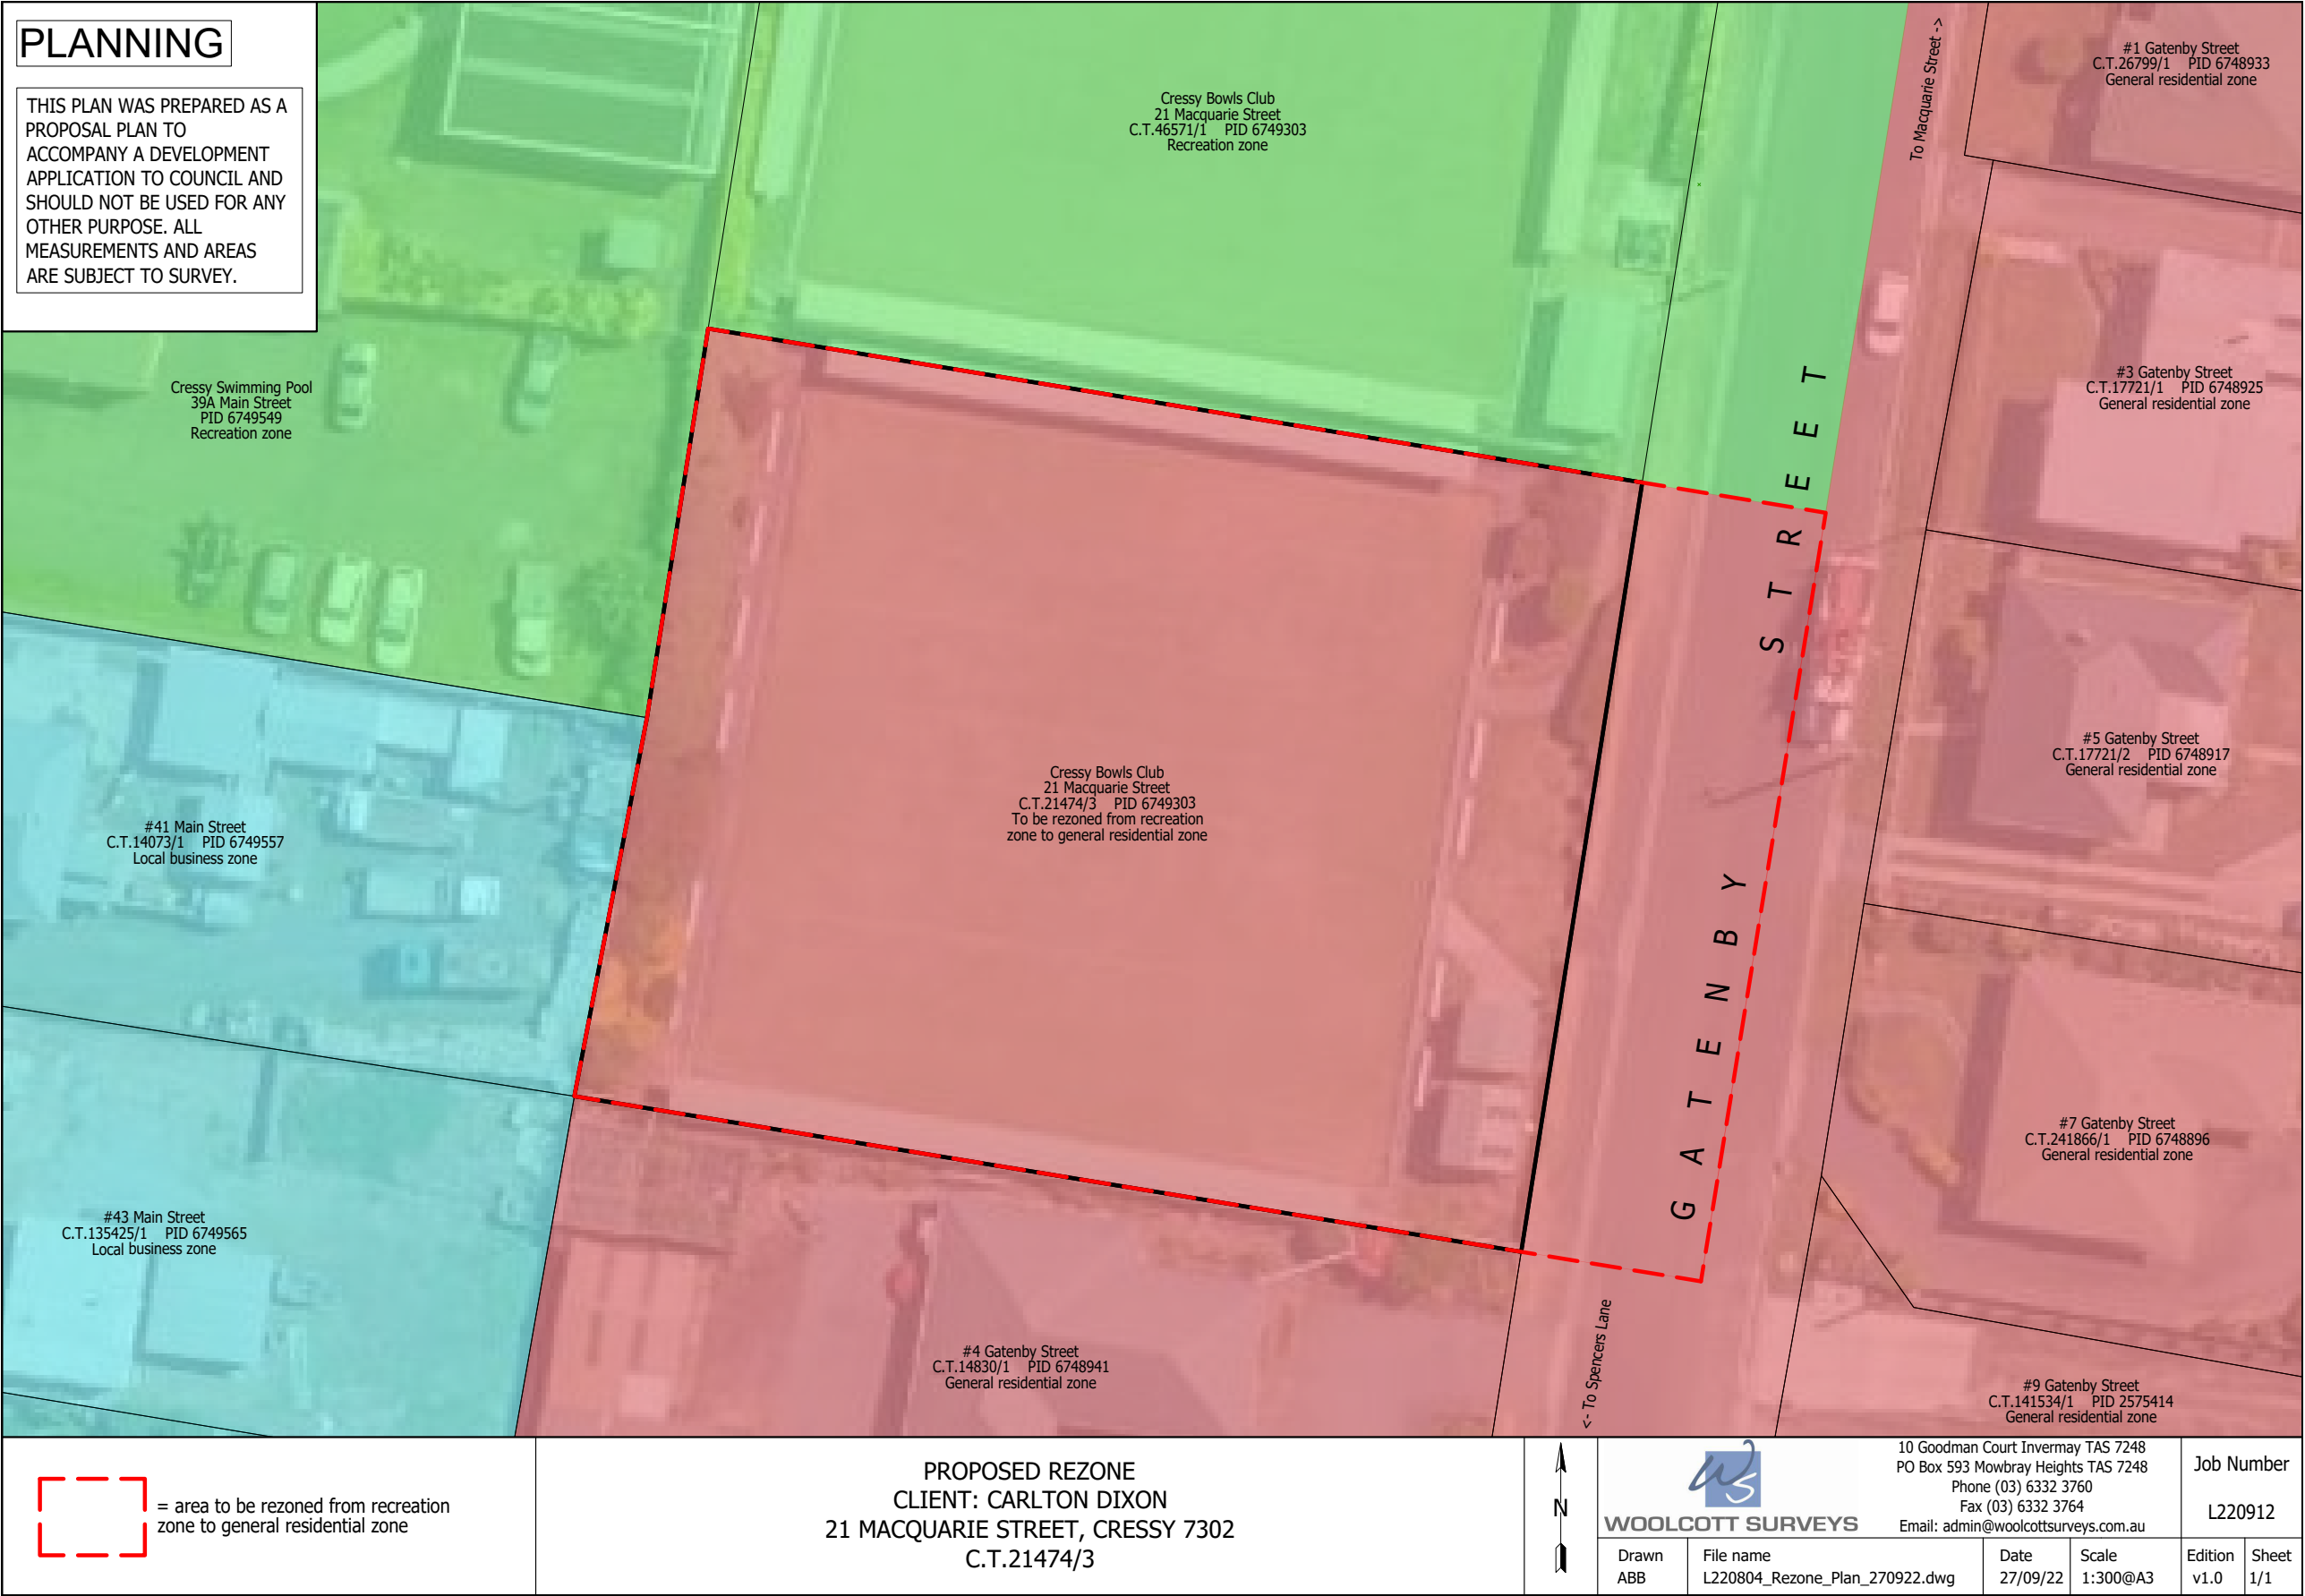 PLANNING
THIS PLAN WAS PREPARED AS A
PROPOSAL PLAN TO
ACCOMPANY A DEVELOPMENT
APPLICATION TO COUNCIL AND
SHOULD NOT BE USED FOR ANY
OTHER PURPOSE. ALL
MEASUREMENTS AND AREAS
ARE SUBJECT TO SURVEY.
Cressy Bowls Club
21 Macquarie Street
C.T.46571/1 PID 6749303
Recreation zone
To Macquarie Street ->
#1 Gatenby Street
C.T.26799/1 PID 6748933
General residential zone
Cressy Swimming Pool
39A Main Street
PID 6749549
Recreation zone
#3 Gatenby Street
C.T.17721/1 PID 6748925
General residential zone
GATENBY STREET
#5 Gatenby Street
C.T.17721/2 PID 6748917
General residential zone
Cressy Bowls Club
21 Macquarie Street
C.T.21474/3 PID 6749303
To be rezoned from recreation
zone to general residential zone
#41 Main Street
C.T.14073/1 PID 6749557
Local business zone
#7 Gatenby Street
C.T.241866/1 PID 6748896
General residential zone
#43 Main Street
C.T.135425/1 PID 6749565
Local business zone
#4 Gatenby Street
C.T.14830/1 PID 6748941
General residential zone
<- To Spencers Lane
#9 Gatenby Street
C.T.141534/1 PID 2575414
General residential zone
= area to be rezoned from recreation
zone to general residential zone
PROPOSED REZONE
CLIENT: CARLTON DIXON
21 MACQUARIE STREET, CRESSY 7302
C.T.21474/3
N
WS
WOOLCOTT SURVEYS
10 Goodman Court Invermay TAS 7248
PO Box 593 Mowbray Heights TAS 7248
Phone (03) 6332 3760
Fax (03) 6332 3764
Email: admin@woolcottsurveys.com.au
Job Number
L220912
Drawn
ABB
File name
L220804_Rezone_Plan_270922.dwg
Date
27/09/22
Scale
1:300@A3
Edition
v1.0
Sheet
1/1